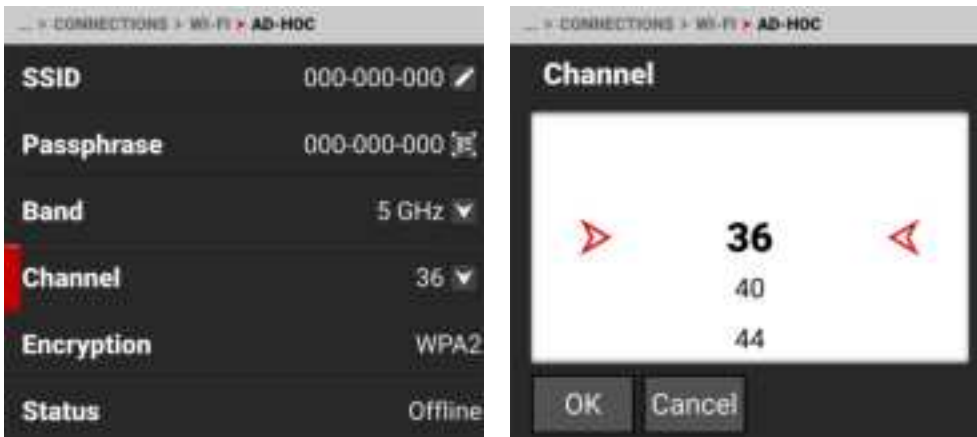 ... > CONNECTIONS > WI-FI > AD-HOC
SSID 000-000-000
Passphrase 000-000-000
Band 5 GHz
Channel 36
Encryption WPA2
Status Offline
... > CONNECTIONS > WI-FI > AD-HOC
Channel
36
40
44
OK Cancel